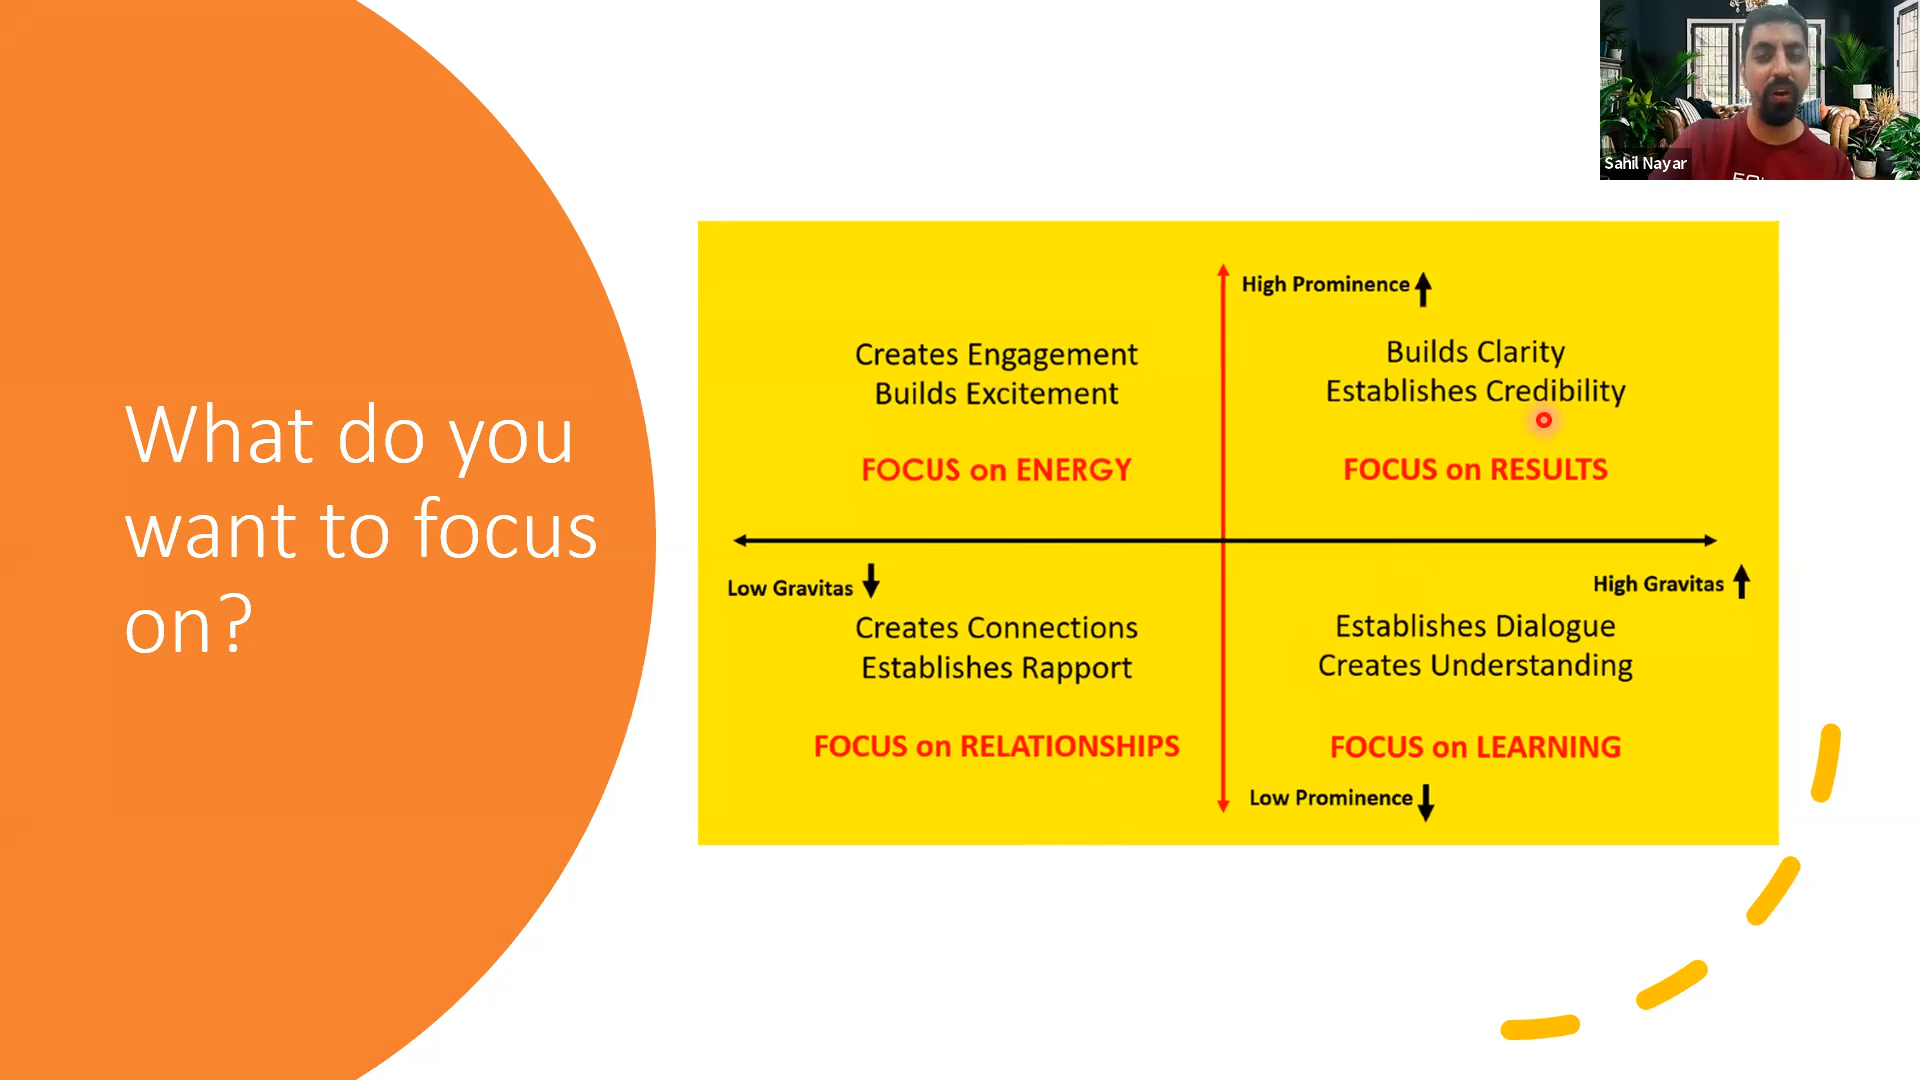 Sahil Nayar
What do you
want to focus
on?
High Prominence
Creates Engagement
Builds Excitement
FOCUS on ENERGY
Builds Clarity
Establishes Credibility
FOCUS on RESULTS
Low Gravitas
High Gravitas
Creates Connections
Establishes Rapport
FOCUS on RELATIONSHIPS
Establishes Dialogue
Creates Understanding
FOCUS on LEARNING
Low Prominence